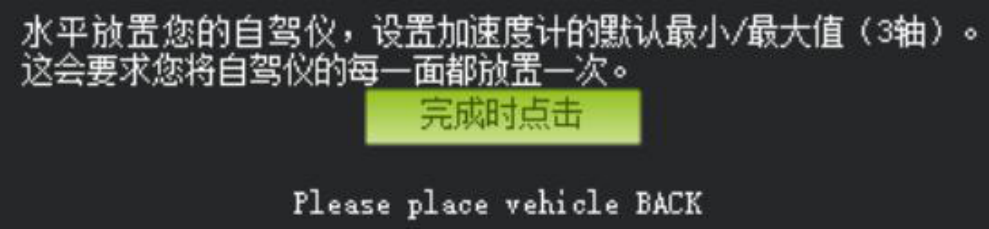 水平放置您的自驾仪，设置加速度计的默认最小/最大值（3轴）。
这会要求您将自驾仪的每一面都放置一次。
完成时点击
Please place vehicle BACK